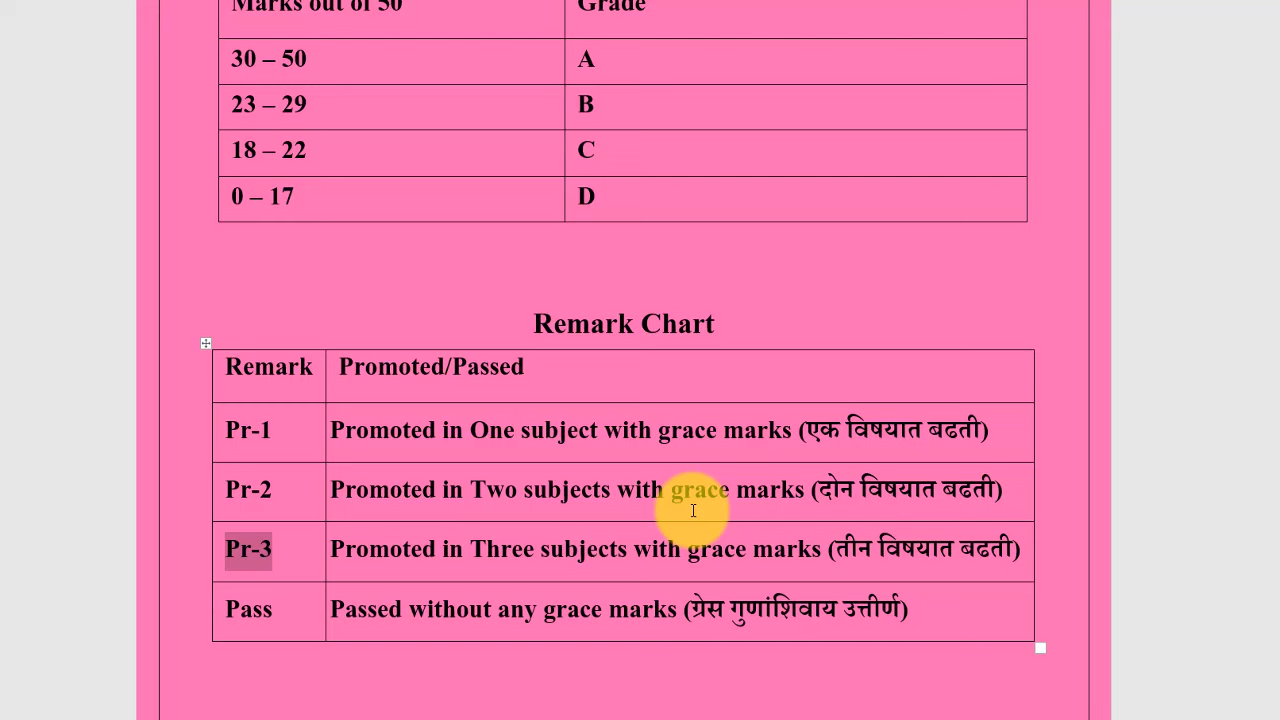 Marks out of 50 Grade
30 – 50 A
23 – 29 B
18 – 22 C
0 – 17 D
Remark Chart
Remark Promoted/Passed
Pr-1 Promoted in One subject with grace marks (एक विषयात बढती)
Pr-2 Promoted in Two subjects with grace marks (दोन विषयात बढती)
Pr-3 Promoted in Three subjects with grace marks (तीन विषयात बढती)
Pass Passed without any grace marks (ग्रेस गुणांशिवाय उत्तीर्ण)